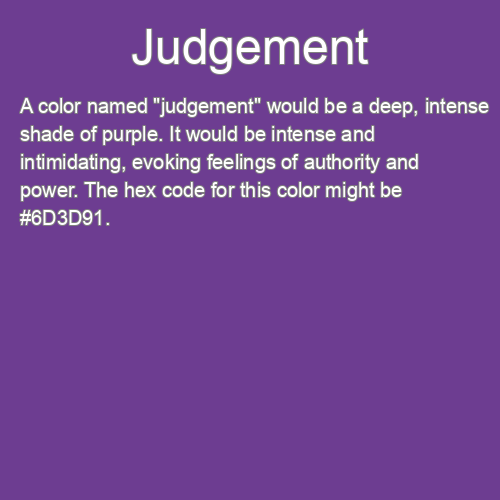 Judgement
A color named "judgement" would be a deep, intense
shade of purple. It would be intense and
intimidating, evoking feelings of authority and
power. The hex code for this color might be
#6D3D91.